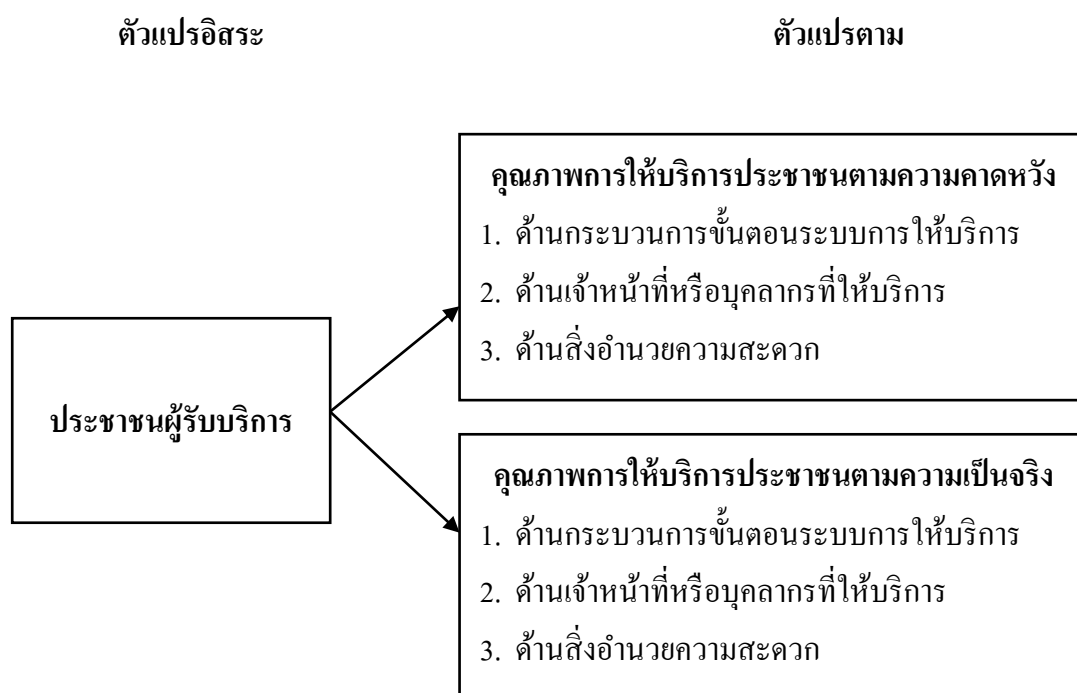 ตัวแปรอิสระ
ตัวแปรตาม
คุณภาพการให้บริการประชาชนตามความคาดหวัง
1. ด้านกระบวนการขั้นตอนระบบการให้บริการ
2. ด้านเจ้าหน้าที่หรือบุคลากรที่ให้บริการ
3. ด้านสิ่งอำนวยความสะดวก
ประชาชนผู้รับบริการ
คุณภาพการให้บริการประชาชนตามความเป็นจริง
1. ด้านกระบวนการขั้นตอนระบบการให้บริการ
2. ด้านเจ้าหน้าที่หรือบุคลากรที่ให้บริการ
3. ด้านสิ่งอำนวยความสะดวก